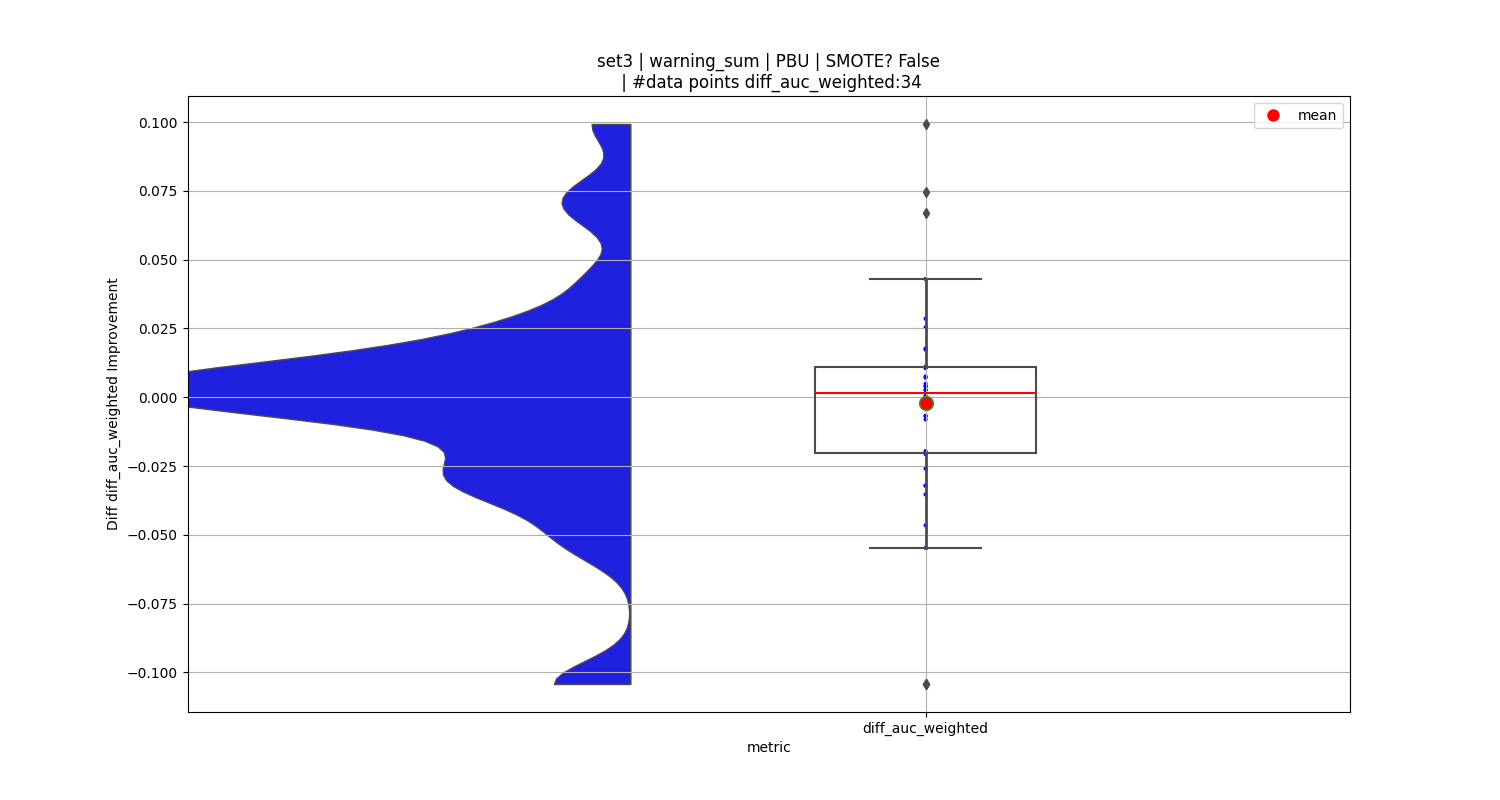 set3 | warning_sum | PBU | SMOTE? False
| #data points diff_auc_weighted:34
mean
0.100
0.075
0.050
0.025
0.000
−0.025
−0.050
−0.075
−0.100
Diff diff_auc_weighted Improvement
diff_auc_weighted
metric